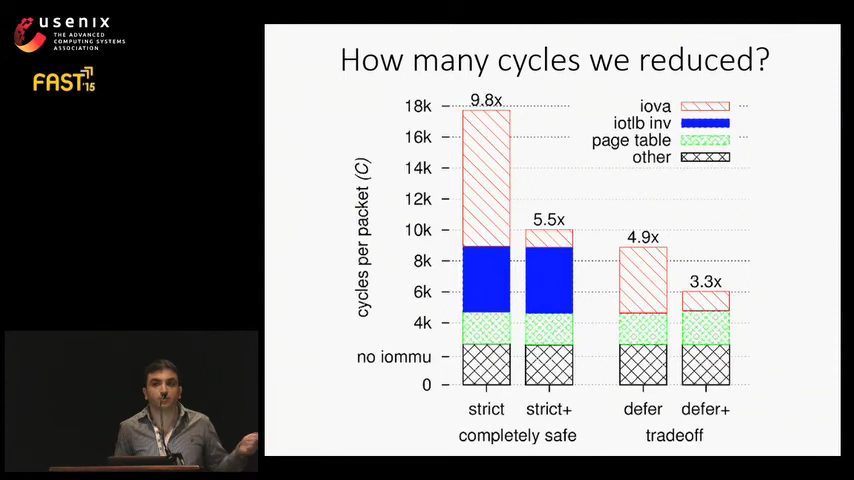 usenix
THE ADVANCED
COMPUTING SYSTEMS
ASSOCIATION
FAST '15
How many cycles we reduced?
cycles per packet (C)
18k
16k
14k
12k
10k
8k
6k
4k
no iommu
0
9.8x
5.5x
4.9x
3.3x
iova
iotlb inv
page table
other
strict
strict+
defer
defer+
completely safe
tradeoff